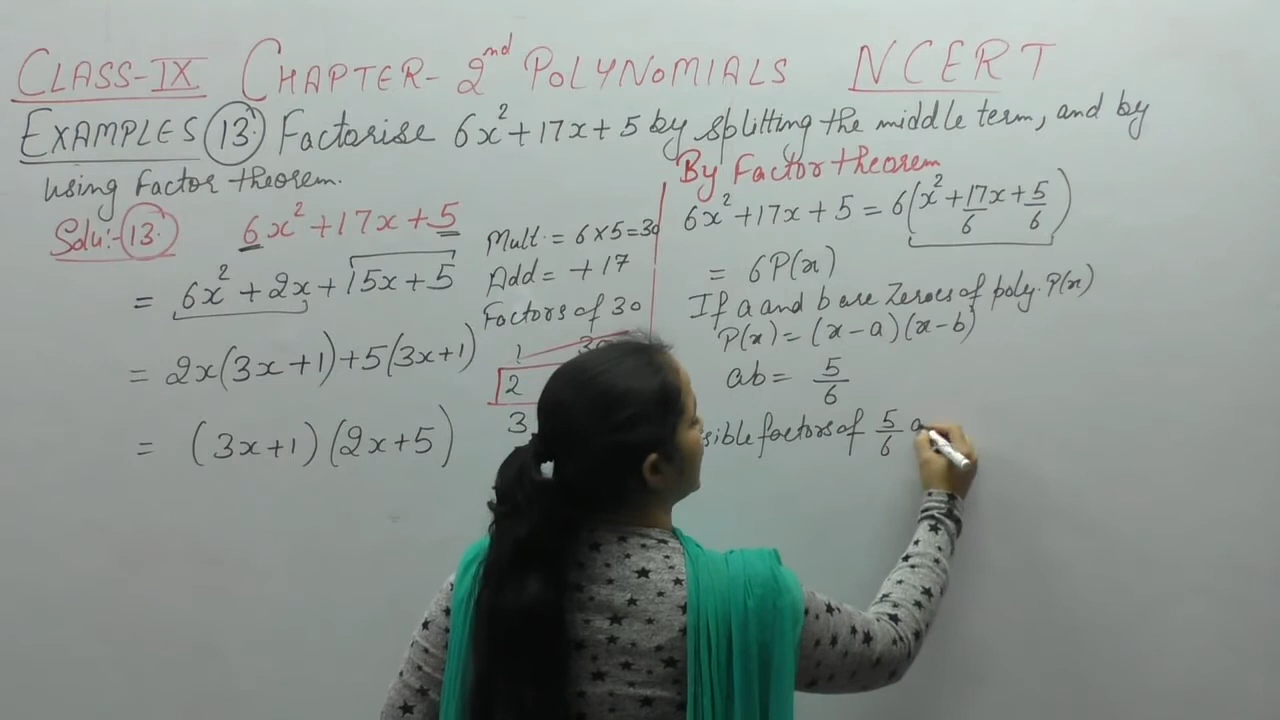 CLASS-IX CHAPTER-2nd POLYNOMIALS NCERT
EXAMPLES 13. Factorise 6x²+17x+5 by splitting the middle term, and by
using Factor theorem.
Solu:- 13. 6x²+17x+5
= 6x²+2x+15x+5
= 2x(3x+1)+5(3x+1)
= (3x+1)(2x+5)
Mult. = 6×5=30
Add = +17
Factors of 30
1 30
2
3
By Factor theorem
6x²+17x+5 = 6(x²+17x/6+5/6)
= 6P(x)
If a and b are Zeroes of poly. P(x)
P(x)=(x-a)(x-b)
ab = 5/6
factors of 5/6 a